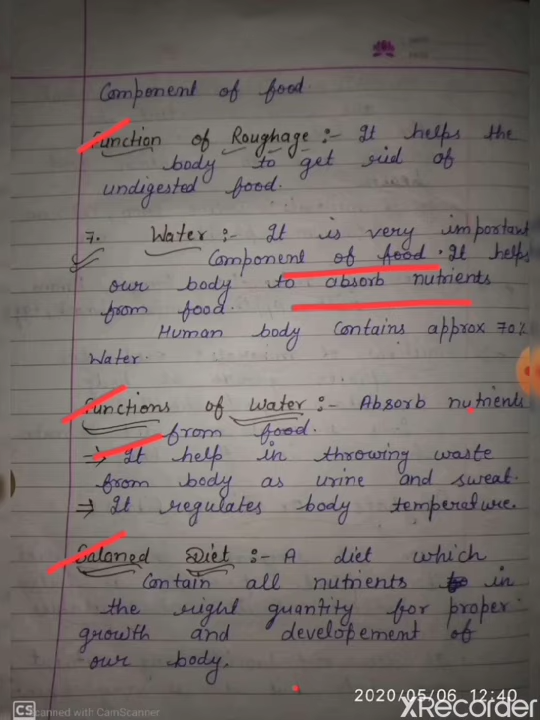 Component of food.
Function of Roughage :- It helps the
body to get rid of
undigested food.
7. Water :- It is very important
Component of food. It helps
our body to absorb nutrients
from food.
Human body contains approx 70%
Water.
Functions of water :- Absorb nutrients
from food.
⇒ It help in throwing waste
from body as urine and sweat.
⇒ It regulates body temperature.
Balaned Diet :- A diet which
Contain all nutrients in
the right quantity for proper
growth and developement of
our body.
2020/05/06 12:40
CS Scanned with CamScanner
XRecorder